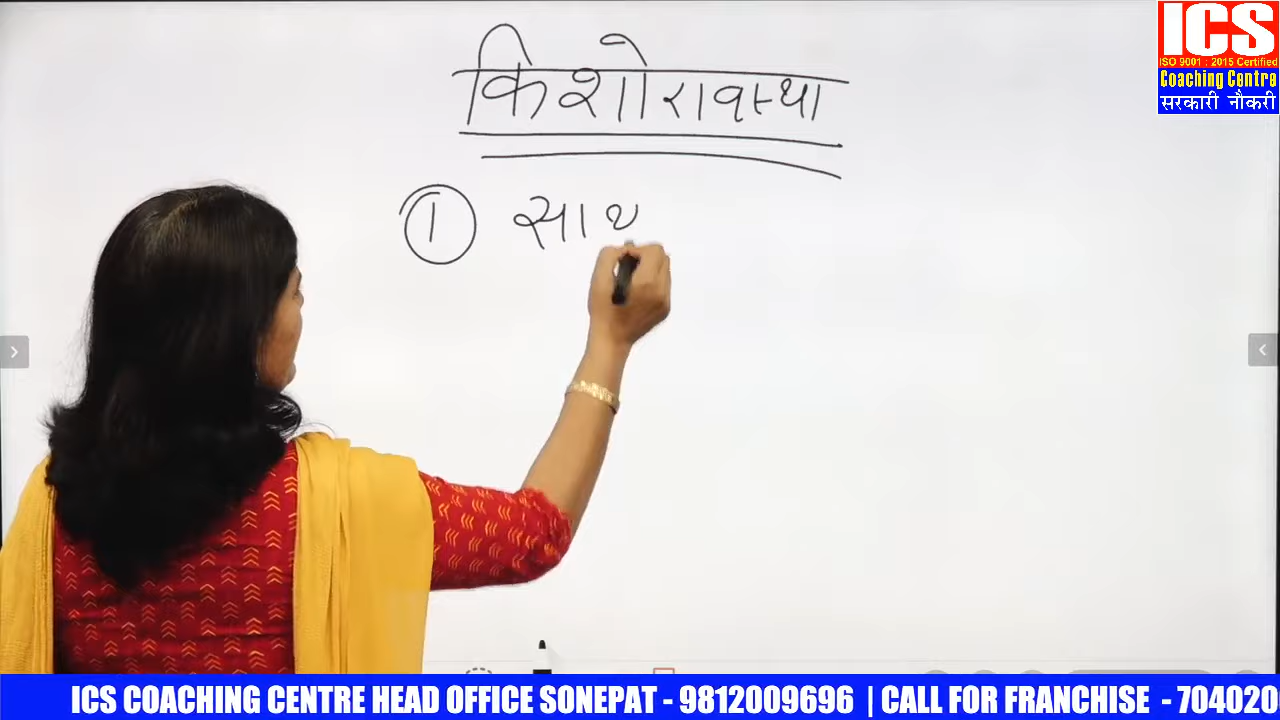 ICS
ISO 9001 : 2015 Certified
Coaching Centre
सरकारी नौकरी
किशोरावस्था
1
ICS COACHING CENTRE HEAD OFFICE SONEPAT - 9812009696 | CALL FOR FRANCHISE - 704020